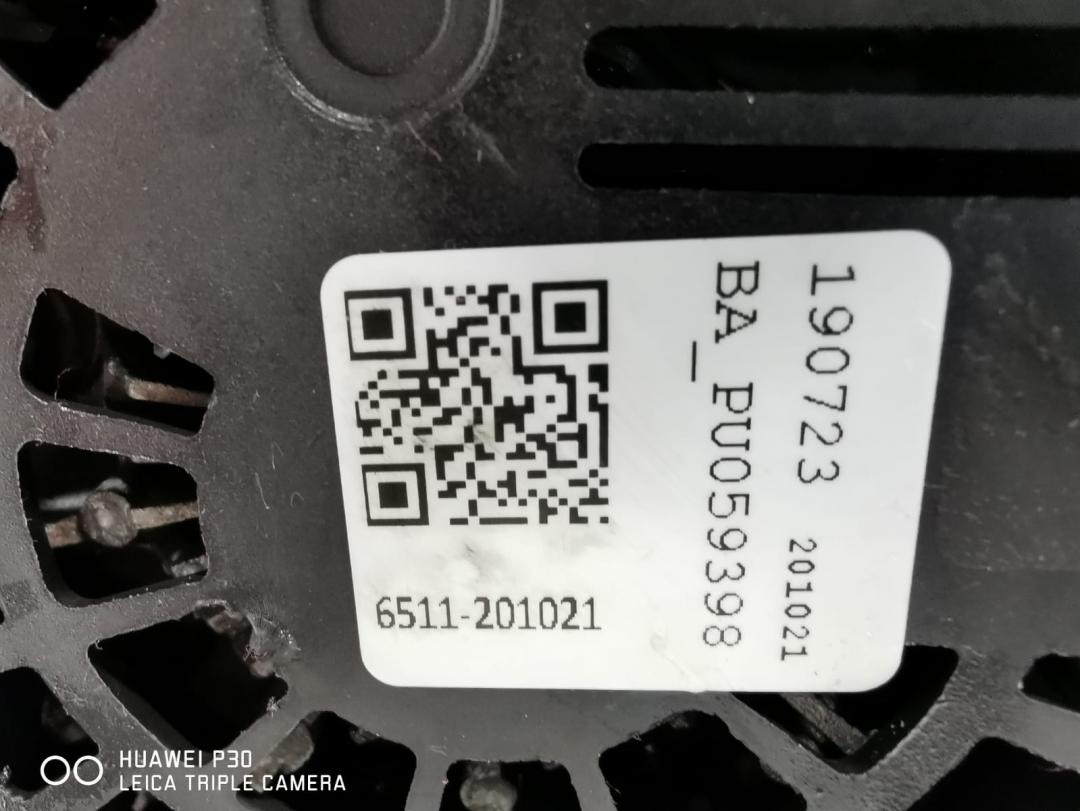 190723 201021
BA_PU059398
6511-201021
HUAWEI P30
LEICA TRIPLE CAMERA